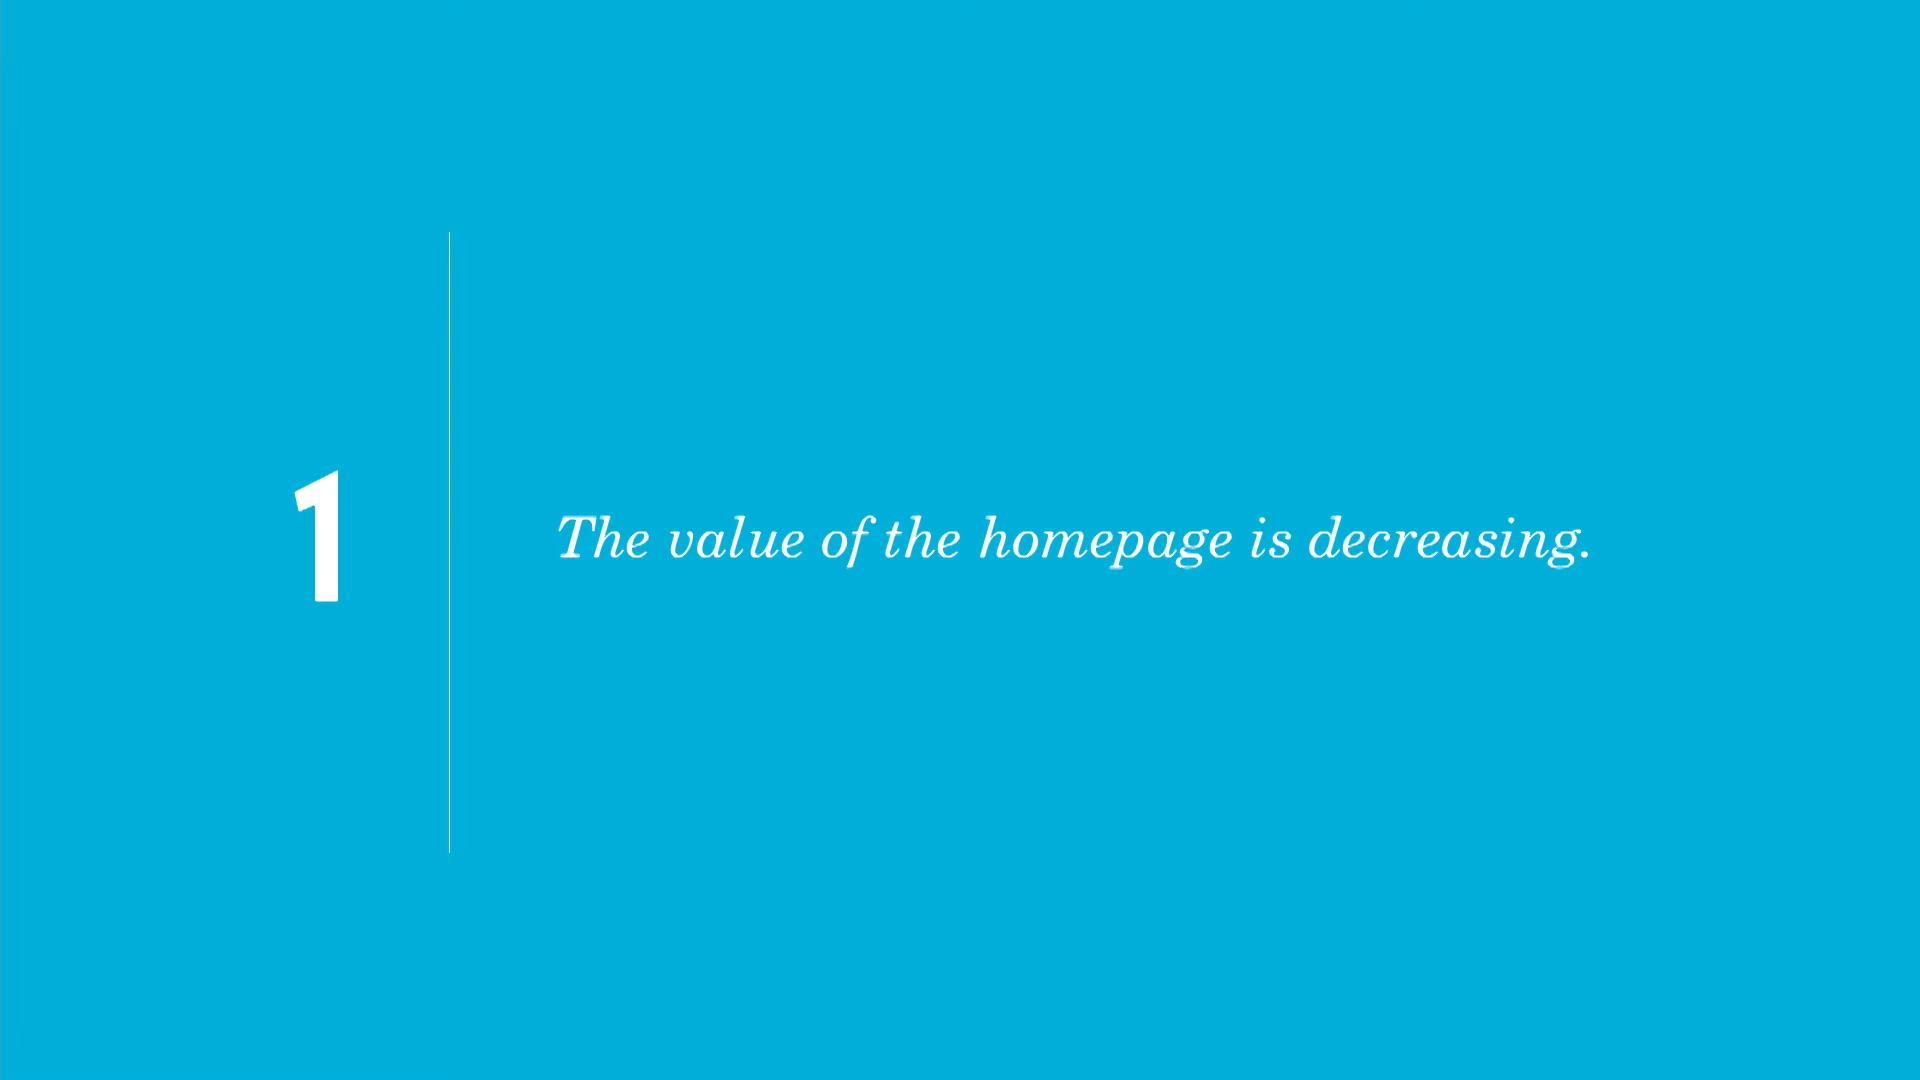 1
The value of the homepage is decreasing.